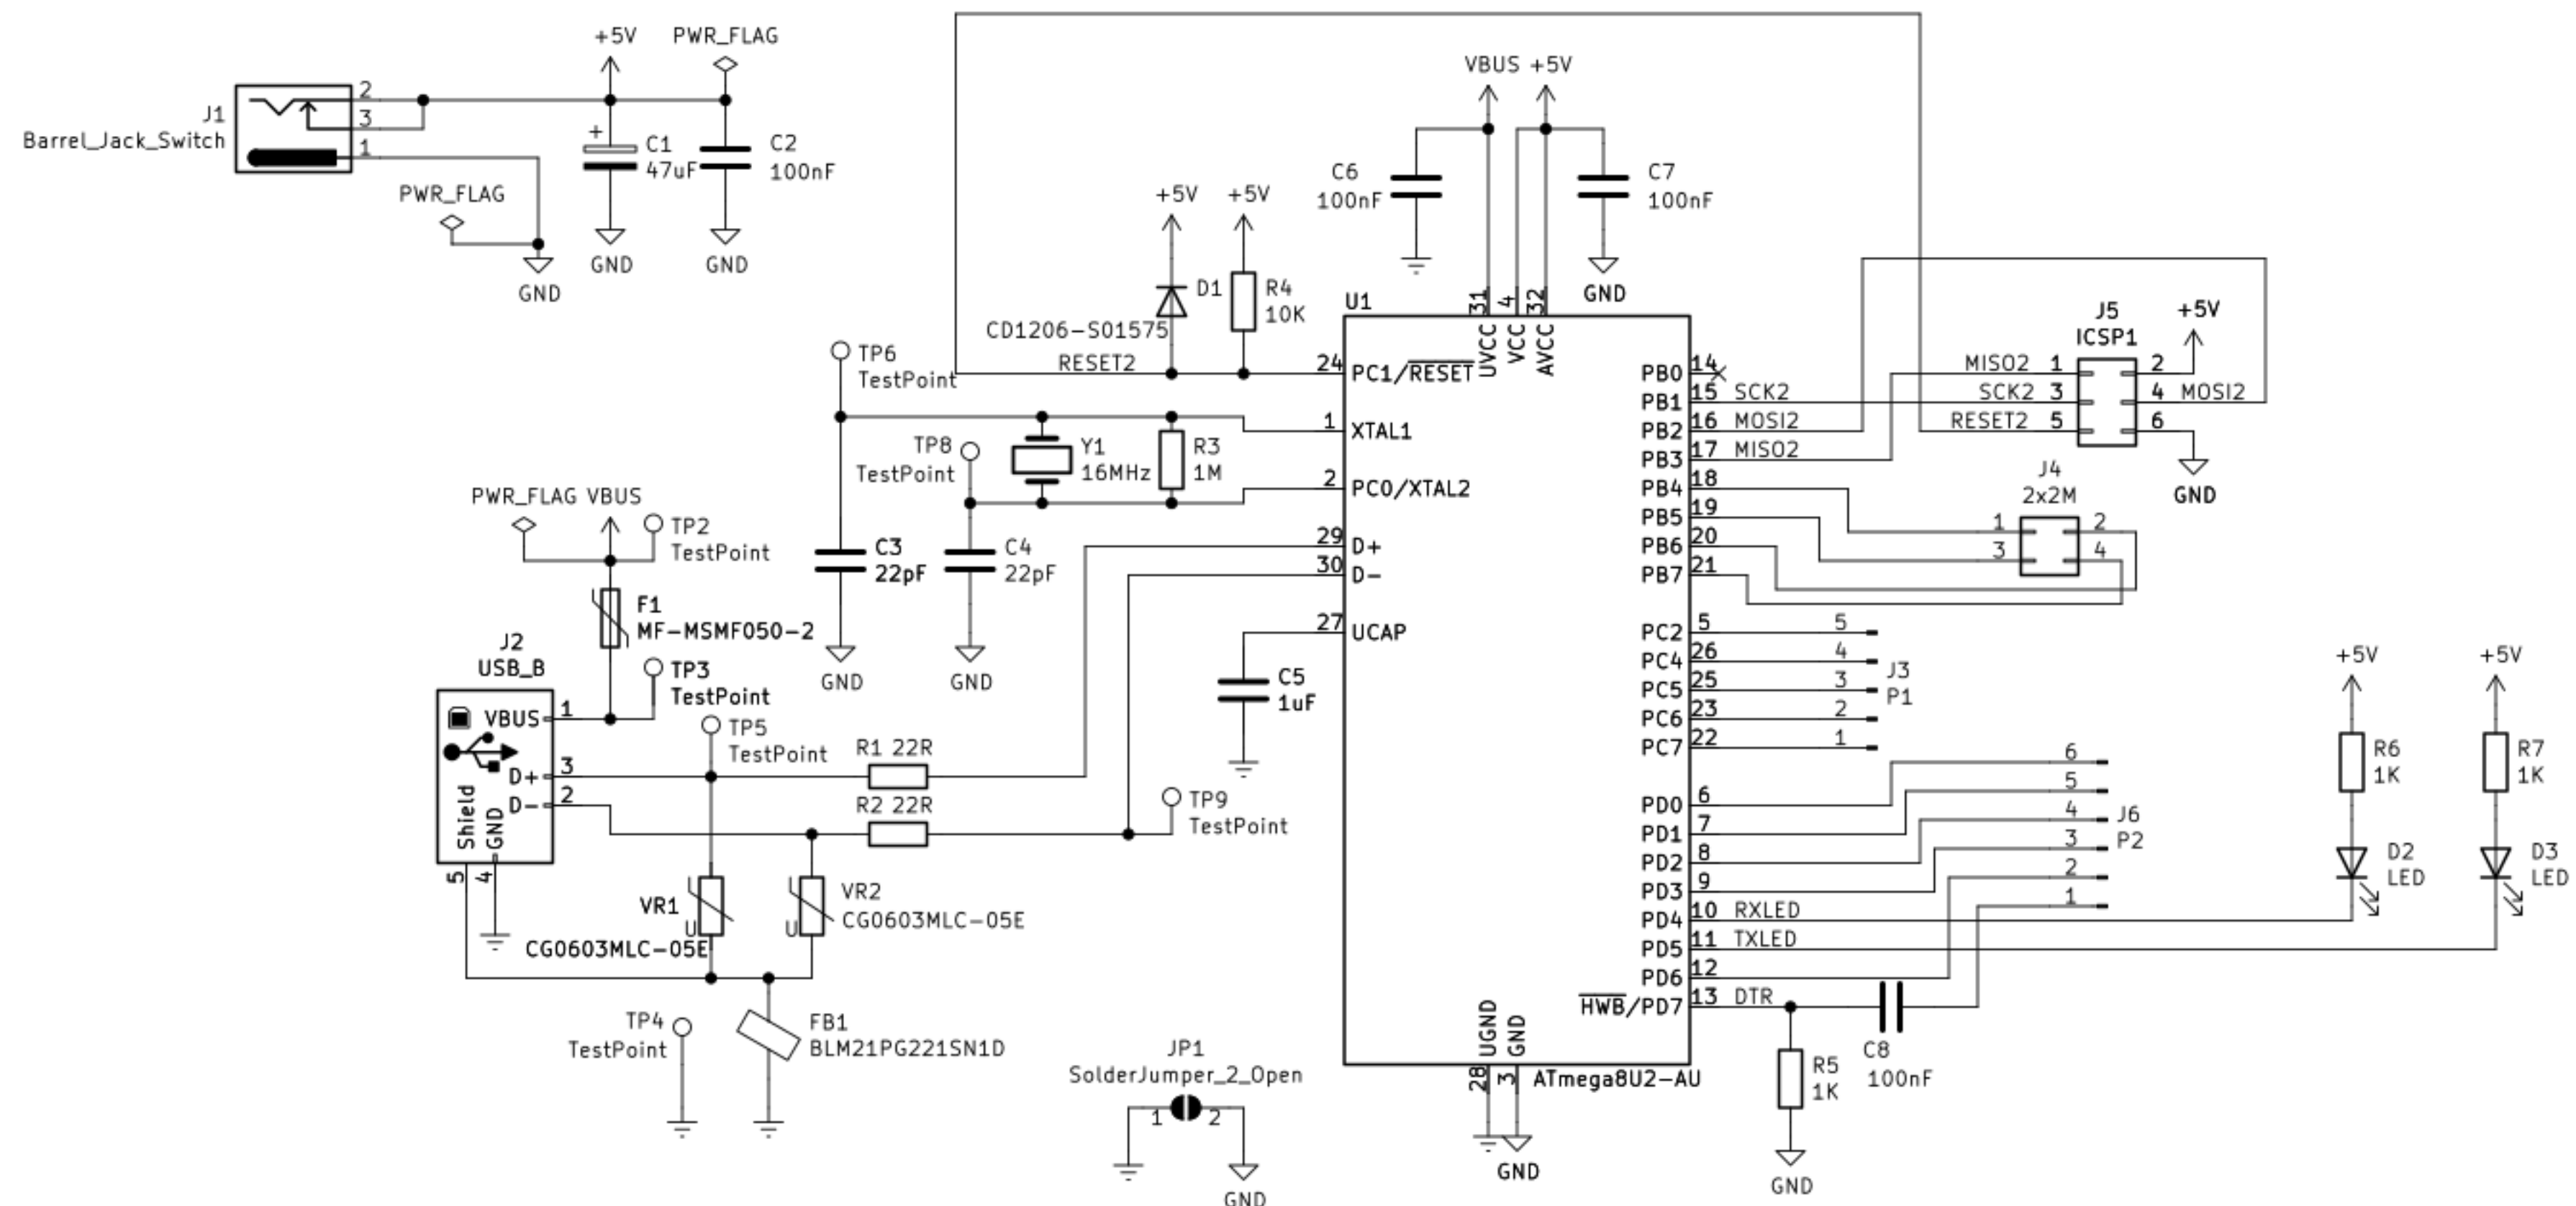 +5V
PWR_FLAG
J1
Barrel_Jack_Switch
2
3
1
+
C1
47uF
C2
100nF
PWR_FLAG
GND
GND
GND
VBUS +5V
C6
100nF
C7
100nF
GND
+5V
+5V
D1
CD1206-S01575
R4
10K
RESET2
TP6
TestPoint
TP8
TestPoint
Y1
16MHz
R3
1M
C3
22pF
C4
22pF
GND
GND
PWR_FLAG VBUS
TP2
TestPoint
F1
MF-MSMF050-2
J2
USB_B
TP3
TestPoint
VBUS
1
D+
3
D-
2
Shield
GND
5
4
TP5
TestPoint
R1 22R
R2 22R
TP9
TestPoint
VR1
U
CG0603MLC-05E
VR2
U
CG0603MLC-05E
TP4
TestPoint
FB1
BLM21PG221SN1D
C5
1uF
JP1
SolderJumper_2_Open
1
2
GND
U1
31
4
32
UVCC
VCC
AVCC
24
PC1/RESET
1
XTAL1
2
PC0/XTAL2
29
D+
30
D-
27
UCAP
UGND
GND
28
3
ATmega8U2-AU
GND
PB0
14
PB1
15
SCK2
PB2
16
MOSI2
PB3
17
MISO2
PB4
18
PB5
19
PB6
20
PB7
21
PC2
5
PC4
26
PC5
25
PC6
23
PC7
22
PD0
6
PD1
7
PD2
8
PD3
9
PD4
10
RXLED
PD5
11
TXLED
PD6
12
HWB/PD7
13
DTR
J5
ICSP1
+5V
MISO2
1
2
SCK2
3
4
MOSI2
RESET2
5
6
GND
J4
2x2M
1
2
3
4
5
4
3
2
1
J3
P1
6
5
4
3
2
1
J6
P2
R5
1K
GND
C8
100nF
+5V
R6
1K
D2
LED
+5V
R7
1K
D3
LED